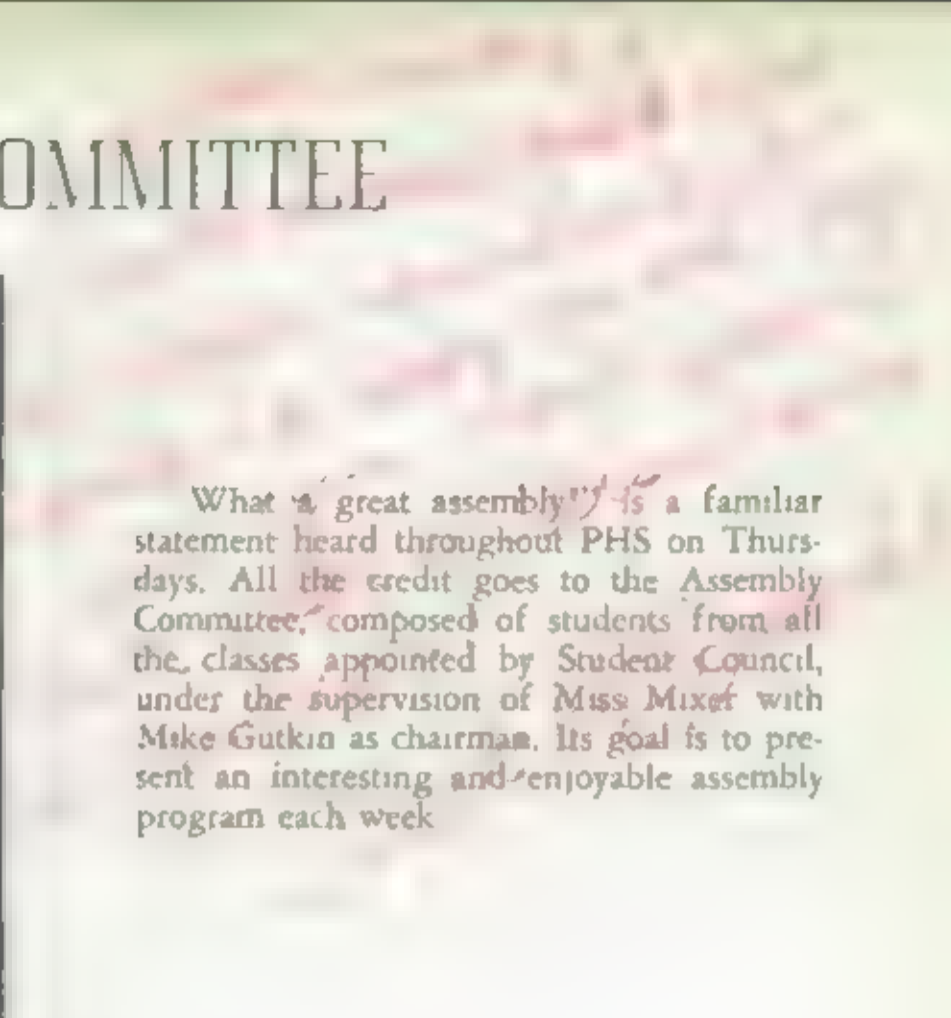 OMMITTEE
What a great assembly" is a familiar
statement heard throughout PHS on Thurs-
days. All the credit goes to the Assembly
Committee, composed of students from all
the classes appointed by Student Council,
under the supervision of Miss with
Mike Gutkin as chairman. Its goal is to pre-
sent an interesting and enjoyable assembly
program each week